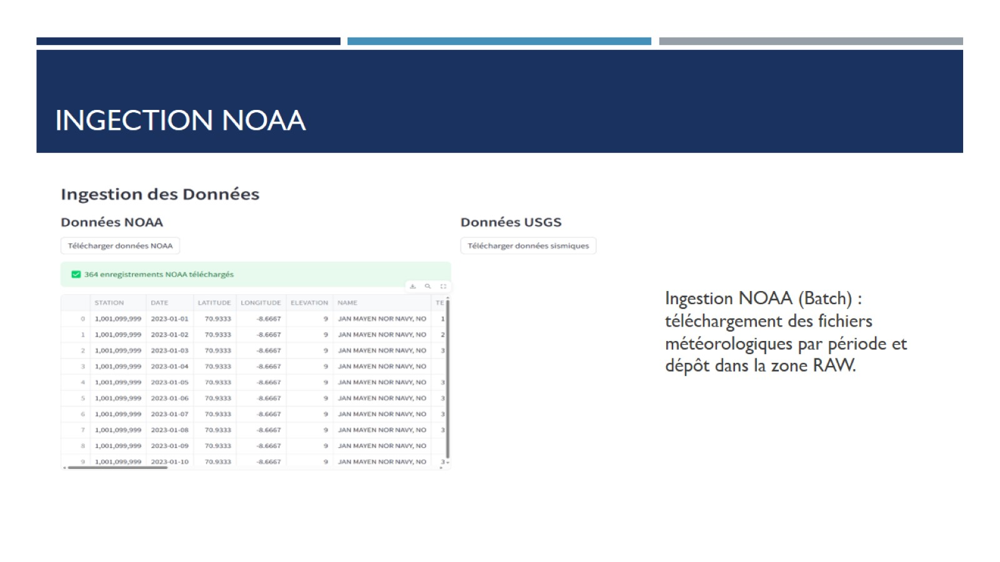 INGECTION NOAA
Ingestion des Données
Données NOAA
Données USGS
Télécharger données NOAA
Télécharger données sismiques
364 enregistrements NOAA téléchargés
STATION DATE LATITUDE LONGITUDE ELEVATION NAME TE
0 1,001,099,999 2023-01-01 70.9333 -8.6667 9 JAN MAYEN NOR NAVY, NO 1
1 1,001,099,999 2023-01-02 70.9333 -8.6667 9 JAN MAYEN NOR NAVY, NO 2
2 1,001,099,999 2023-01-03 70.9333 -8.6667 9 JAN MAYEN NOR NAVY, NO 3
3 1,001,099,999 2023-01-04 70.9333 -8.6667 9 JAN MAYEN NOR NAVY, NO
4 1,001,099,999 2023-01-05 70.9333 -8.6667 9 JAN MAYEN NOR NAVY, NO 3
5 1,001,099,999 2023-01-06 70.9333 -8.6667 9 JAN MAYEN NOR NAVY, NO 3
6 1,001,099,999 2023-01-07 70.9333 -8.6667 9 JAN MAYEN NOR NAVY, NO 3
7 1,001,099,999 2023-01-08 70.9333 -8.6667 9 JAN MAYEN NOR NAVY, NO 3
8 1,001,099,999 2023-01-09 70.9333 -8.6667 9 JAN MAYEN NOR NAVY, NO
9 1,001,099,999 2023-01-10 70.9333 -8.6667 9 JAN MAYEN NOR NAVY, NO 3
Ingestion NOAA (Batch) :
téléchargement des fichiers
météorologiques par période et
dépôt dans la zone RAW.